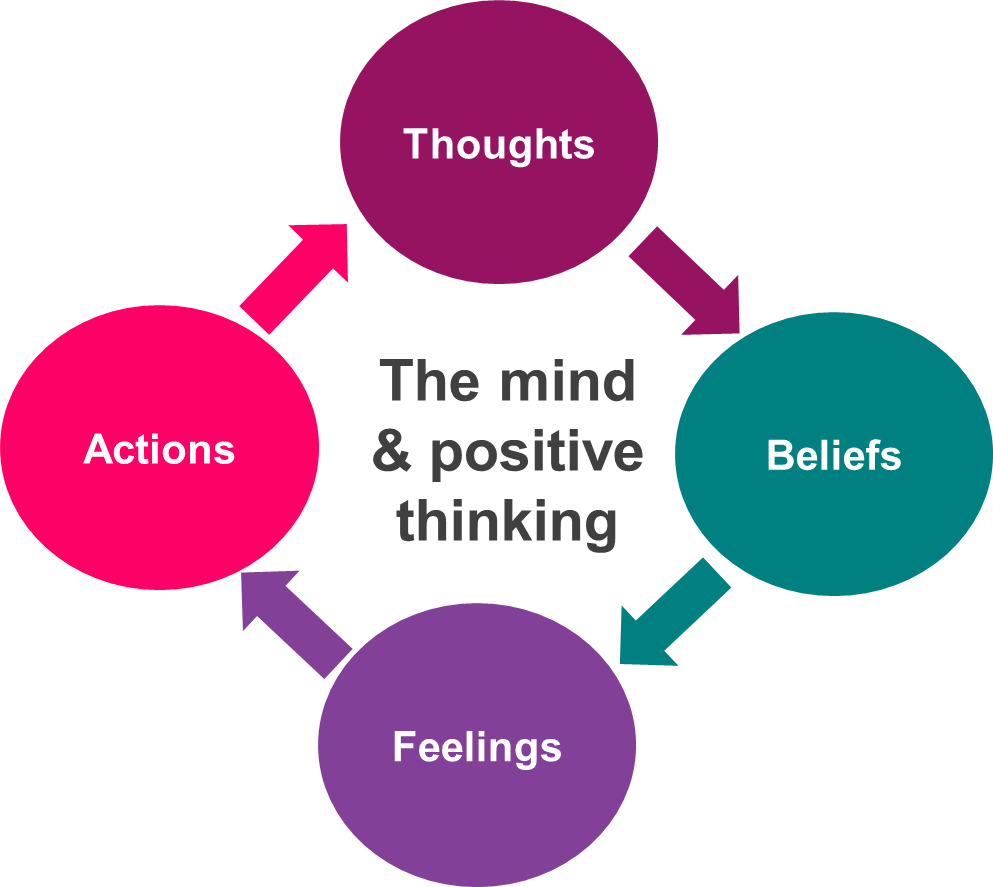 Thoughts
The mind
& positive
thinking
Actions
Beliefs
Feelings